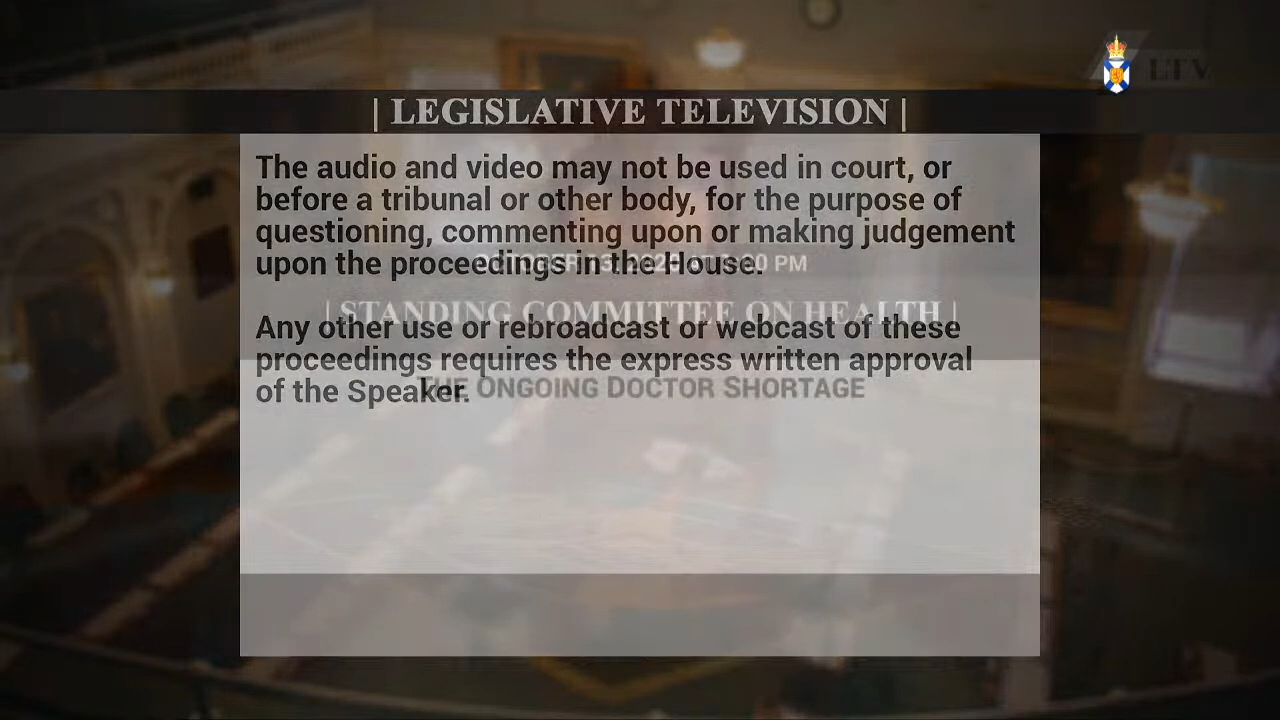 LTV
| LEGISLATIVE TELEVISION |
The audio and video may not be used in court, or
before a tribunal or other body, for the purpose of
questioning, commenting upon or making judgement
upon the proceedings in the House.
PM
| STANDING COMMITTEE ON HEALTH |
Any other use or rebroadcast or webcast of these
proceedings requires the express written approval
of the Speaker.
ONGOING DOCTOR SHORTAGE